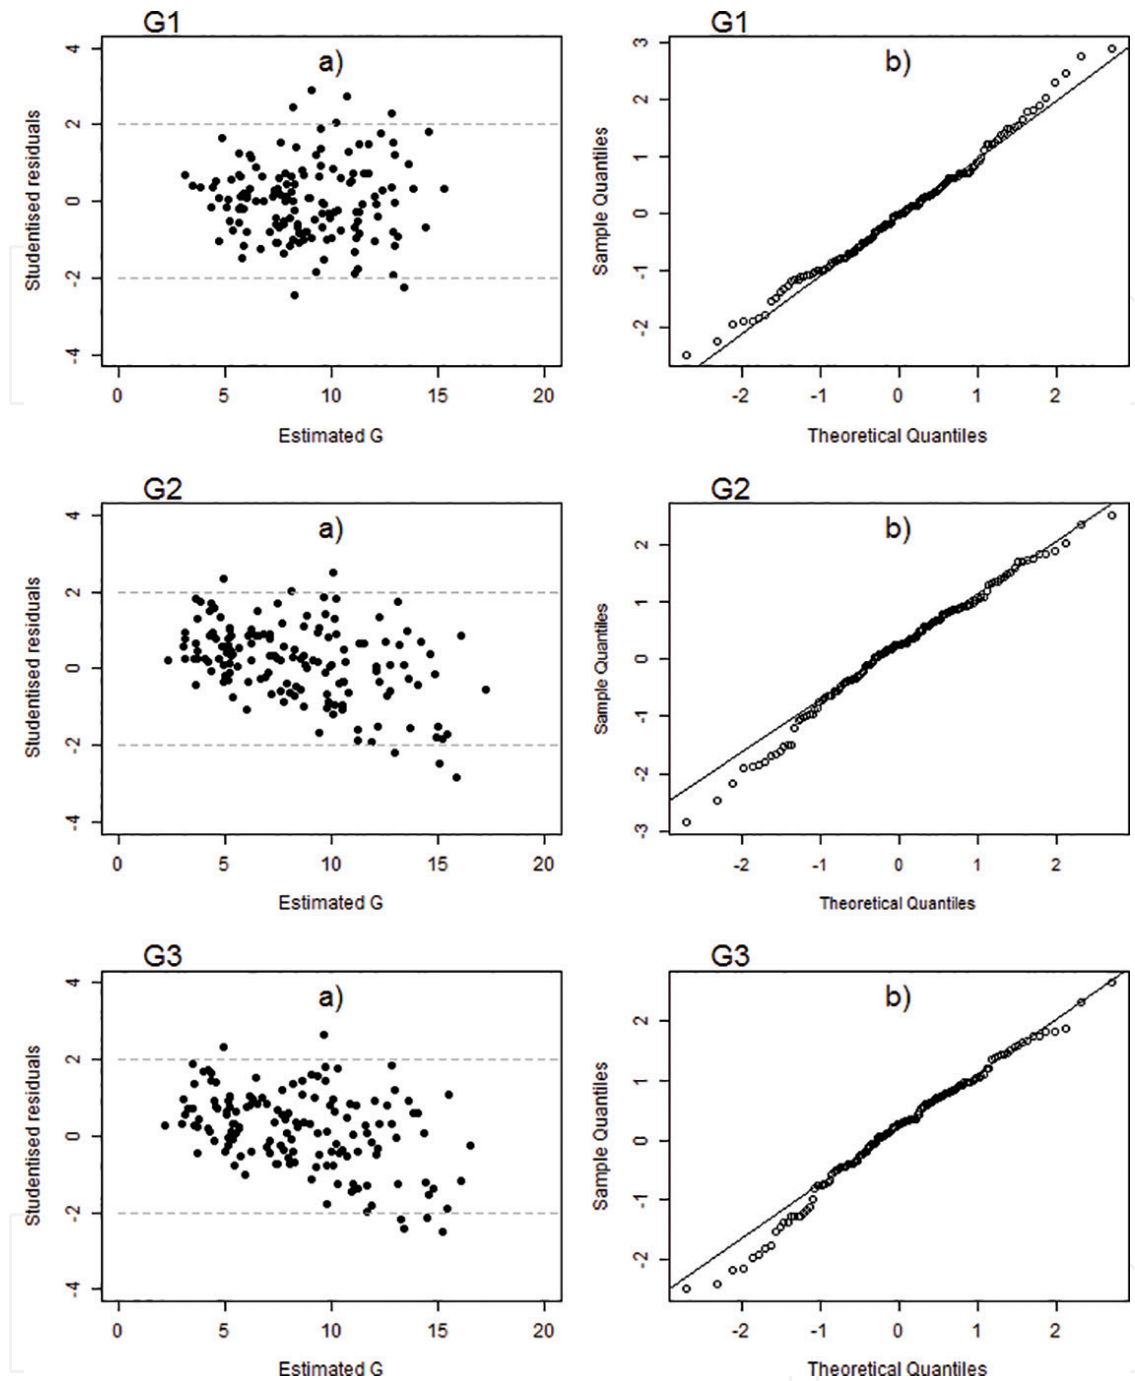 G1
G1
a)
b)
Studentised residuals
4
2
0
-2
-4
0 5 10 15 20
Estimated G
Sample Quantiles
3
2
1
0
-1
-2
-2 -1 0 1 2
Theoretical Quantiles
G2
G2
a)
b)
Studentised residuals
4
2
0
-2
-4
0 5 10 15 20
Estimated G
Sample Quantiles
2
1
0
-1
-2
-3
-2 -1 0 1 2
Theoretical Quantiles
G3
G3
a)
b)
Studentised residuals
4
2
0
-2
-4
0 5 10 15 20
Estimated G
Sample Quantiles
2
1
0
-1
-2
-2 -1 0 1 2
Theoretical Quantiles